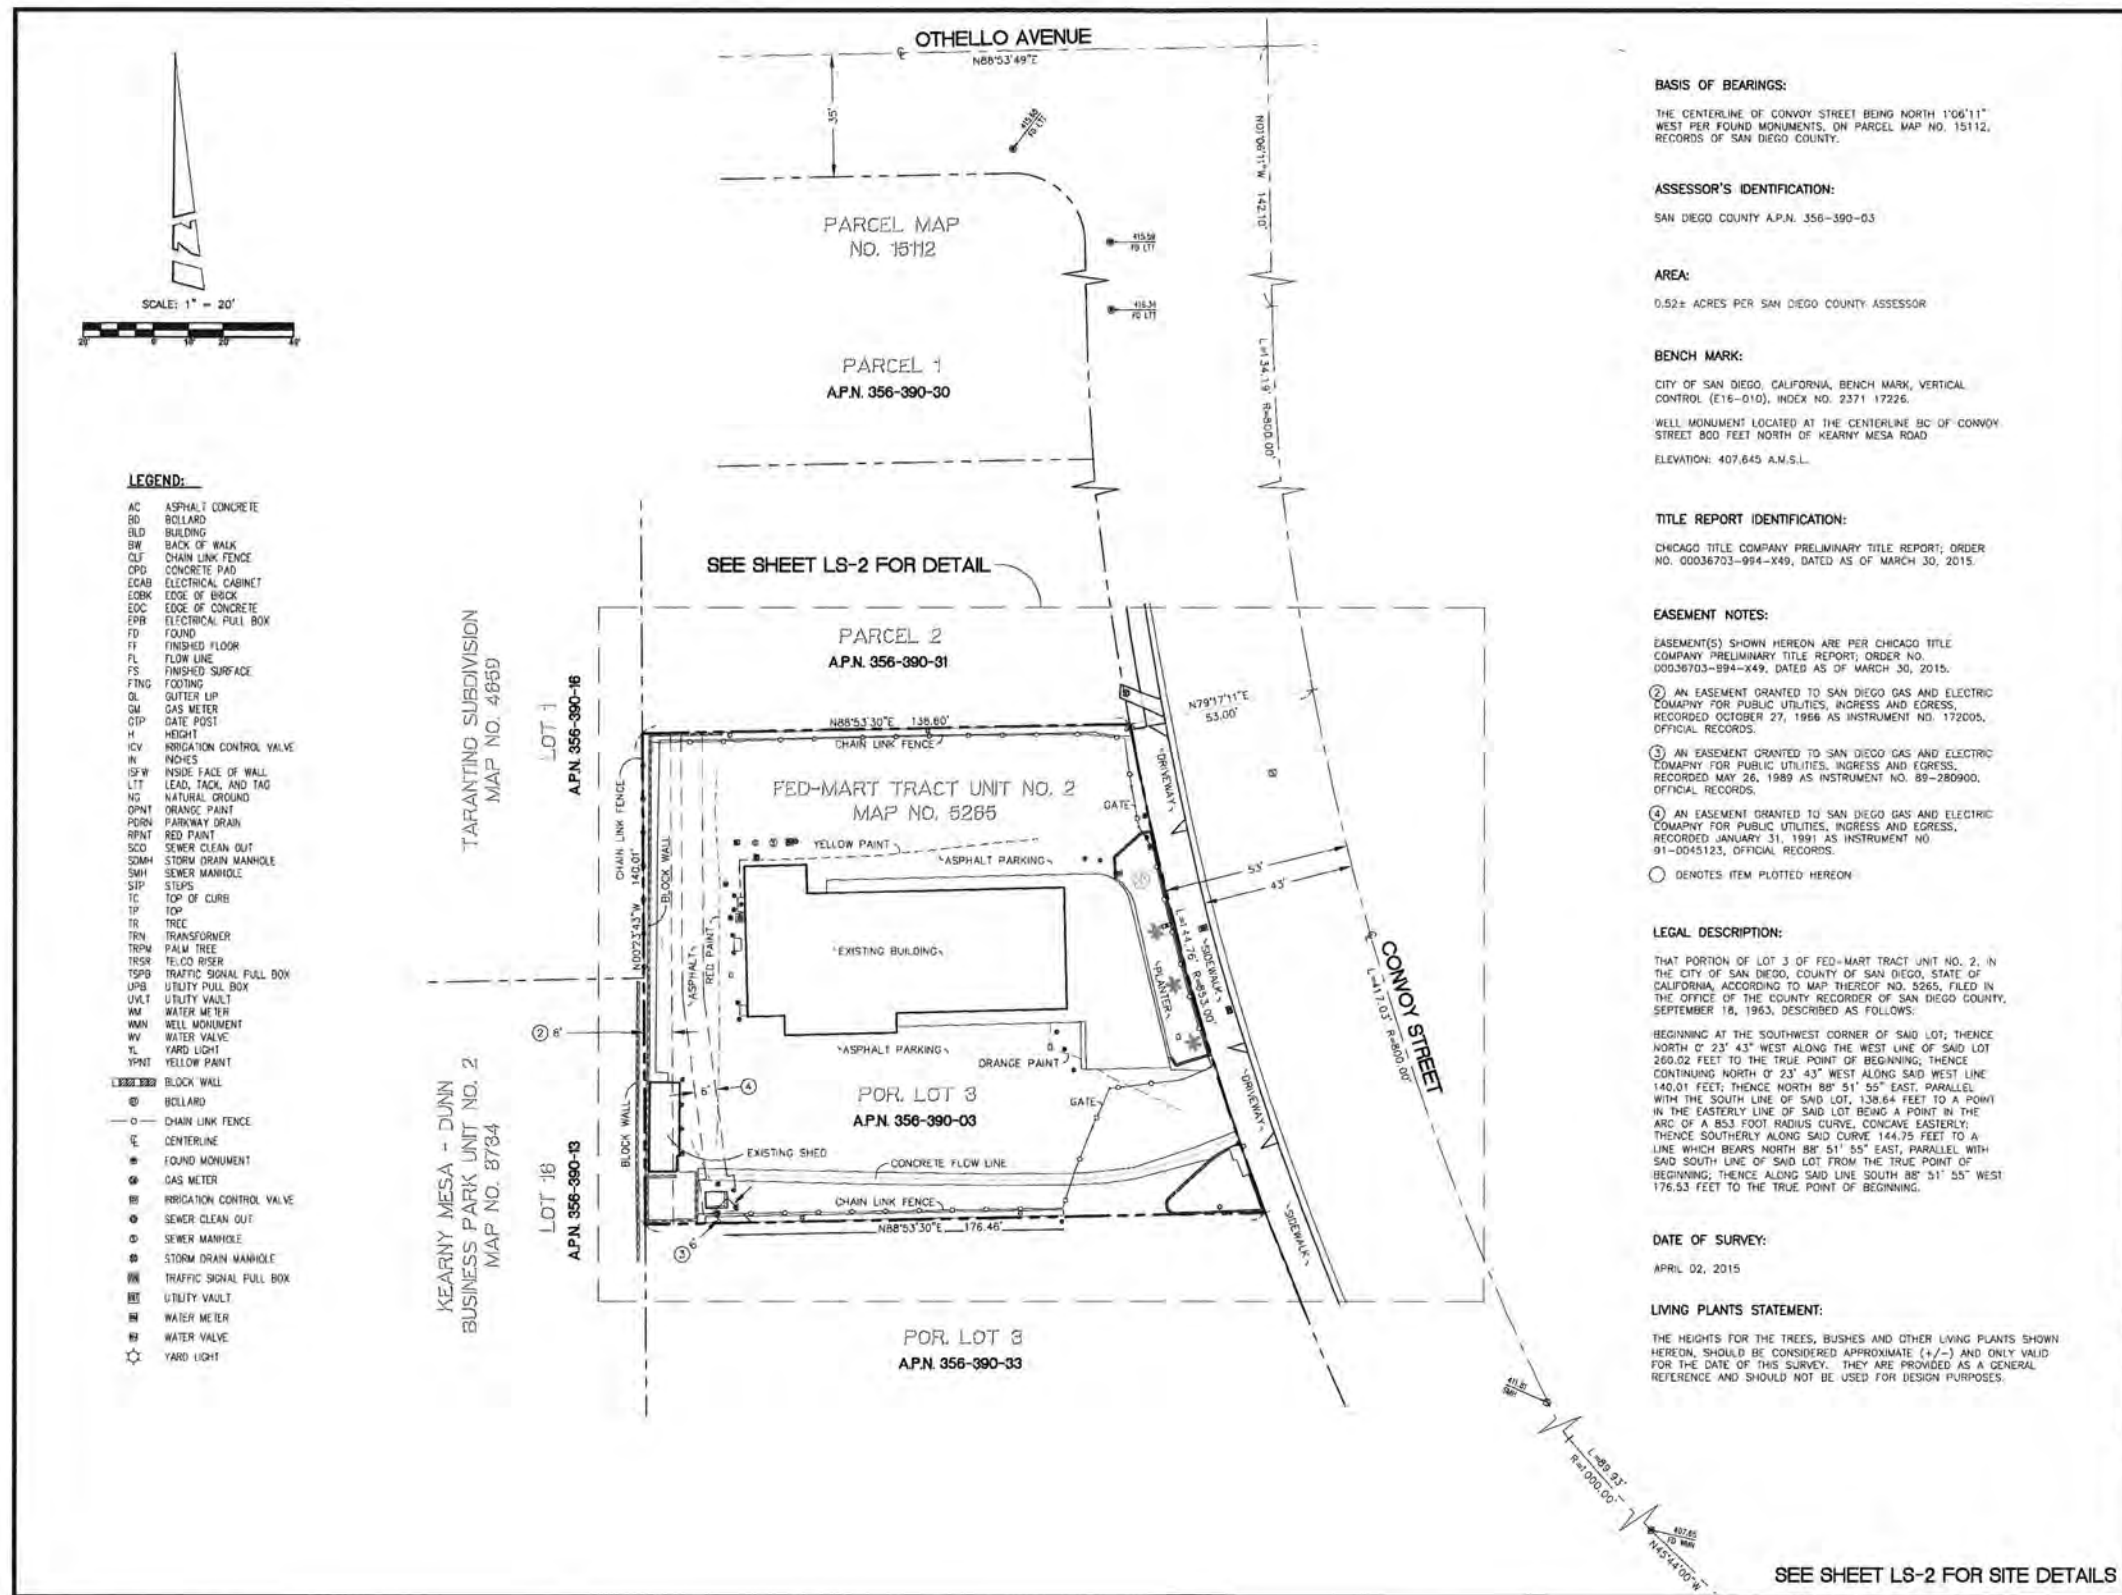 OTHELLO AVENUE
N88°53'49"E
35'
415.60
FD LTT
N01°06'11"W 142.10'
SCALE: 1" = 20'
20' 0' 10' 20' 40'
PARCEL MAP
NO. 15112
415.59
FD LTT
416.34
FD LTT
PARCEL 1
A.P.N. 356-390-30
L=134.19' R=800.00'
LEGEND:
AC ASPHALT CONCRETE
BD BOLLARD
BLD BUILDING
BW BACK OF WALK
CLF CHAIN LINK FENCE
CPD CONCRETE PAD
ECAB ELECTRICAL CABINET
EOBK EDGE OF BRICK
EOC EDGE OF CONCRETE
EPB ELECTRICAL PULL BOX
FD FOUND
FF FINISHED FLOOR
FL FLOW LINE
FS FINISHED SURFACE
FTNG FOOTING
GL GUTTER LIP
GM GAS METER
GTP GATE POST
H HEIGHT
ICV IRRIGATION CONTROL VALVE
IN INCHES
ISFW INSIDE FACE OF WALL
LTT LEAD, TACK, AND TAG
NG NATURAL GROUND
OPNT ORANGE PAINT
PDRN PARKWAY DRAIN
RPNT RED PAINT
SCO SEWER CLEAN OUT
SDMH STORM DRAIN MANHOLE
SMH SEWER MANHOLE
STP STEPS
TC TOP OF CURB
TP TOP
TR TREE
TRN TRANSFORMER
TRPM PALM TREE
TRSR TELCO RISER
TSPB TRAFFIC SIGNAL PULL BOX
UPB UTILITY PULL BOX
UVLT UTILITY VAULT
WM WATER METER
WMN WELL MONUMENT
WV WATER VALVE
YL YARD LIGHT
YPNT YELLOW PAINT
BLOCK WALL
BOLLARD
CHAIN LINK FENCE
CENTERLINE
FOUND MONUMENT
GAS METER
IRRIGATION CONTROL VALVE
SEWER CLEAN OUT
SEWER MANHOLE
STORM DRAIN MANHOLE
TRAFFIC SIGNAL PULL BOX
UTILITY VAULT
WATER METER
WATER VALVE
YARD LIGHT
SEE SHEET LS-2 FOR DETAIL
TARANTINO SUBDIVISION
MAP NO. 4859
LOT 1
A.P.N. 356-390-16
PARCEL 2
A.P.N. 356-390-31
N79°17'11"E
53.00'
N88°53'30"E 138.60'
CHAIN LINK FENCE
CHAIN LINK FENCE
FED-MART TRACT UNIT NO. 2
MAP NO. 5265
GATE
DRIVEWAY
YELLOW PAINT
ASPHALT PARKING
BLOCK WALL
N00°23'43"W 140.01'
ASPHALT
RED PAINT
EXISTING BUILDING
53'
43'
L=144.76' R=853.00'
SIDEWALK
PLANTER
CONVOY STREET
L=417.03' R=800.00'
2 8'
ASPHALT PARKING
ORANGE PAINT
6' 4
POR. LOT 3
A.P.N. 356-390-03
GATE
DRIVEWAY
BLOCK WALL
EXISTING SHED
CONCRETE FLOW LINE
CHAIN LINK FENCE
N88°53'30"E 176.46'
3 6'
SIDEWALK
KEARNY MESA - DUNN
BUSINESS PARK UNIT NO. 2
MAP NO. 8734
LOT 16
A.P.N. 356-390-13
POR. LOT 3
A.P.N. 356-390-33
411.81
SMH
L=89.93'
R=1000.00'
407.65
FD WMN
N45°44'00"W
BASIS OF BEARINGS:
THE CENTERLINE OF CONVOY STREET BEING NORTH 1°06'11"
WEST PER FOUND MONUMENTS, ON PARCEL MAP NO. 15112,
RECORDS OF SAN DIEGO COUNTY.
ASSESSOR'S IDENTIFICATION:
SAN DIEGO COUNTY A.P.N. 356-390-03
AREA:
0.52± ACRES PER SAN DIEGO COUNTY ASSESSOR
BENCH MARK:
CITY OF SAN DIEGO, CALIFORNIA, BENCH MARK, VERTICAL
CONTROL (E16-010), INDEX NO. 2371 17226.
WELL MONUMENT LOCATED AT THE CENTERLINE BC OF CONVOY
STREET 800 FEET NORTH OF KEARNY MESA ROAD
ELEVATION: 407.645 A.M.S.L.
TITLE REPORT IDENTIFICATION:
CHICAGO TITLE COMPANY PRELIMINARY TITLE REPORT; ORDER
NO. 00036703-994-X49, DATED AS OF MARCH 30, 2015.
EASEMENT NOTES:
EASEMENT(S) SHOWN HEREON ARE PER CHICAGO TITLE
COMPANY PRELIMINARY TITLE REPORT; ORDER NO.
00036703-994-X49, DATED AS OF MARCH 30, 2015.
2 AN EASEMENT GRANTED TO SAN DIEGO GAS AND ELECTRIC
COMAPNY FOR PUBLIC UTILITIES, INGRESS AND EGRESS,
RECORDED OCTOBER 27, 1966 AS INSTRUMENT NO. 172005,
OFFICIAL RECORDS.
3 AN EASEMENT GRANTED TO SAN DIEGO GAS AND ELECTRIC
COMAPNY FOR PUBLIC UTILITIES, INGRESS AND EGRESS,
RECORDED MAY 26, 1989 AS INSTRUMENT NO. 89-280900,
OFFICIAL RECORDS.
4 AN EASEMENT GRANTED TO SAN DIEGO GAS AND ELECTRIC
COMAPNY FOR PUBLIC UTILITIES, INGRESS AND EGRESS,
RECORDED JANUARY 31, 1991 AS INSTRUMENT NO
91-0045123, OFFICIAL RECORDS.
DENOTES ITEM PLOTTED HEREON
LEGAL DESCRIPTION:
THAT PORTION OF LOT 3 OF FED-MART TRACT UNIT NO. 2, IN
THE CITY OF SAN DIEGO, COUNTY OF SAN DIEGO, STATE OF
CALIFORNIA, ACCORDING TO MAP THEREOF NO. 5265, FILED IN
THE OFFICE OF THE COUNTY RECORDER OF SAN DIEGO COUNTY,
SEPTEMBER 18, 1963, DESCRIBED AS FOLLOWS:
BEGINNING AT THE SOUTHWEST CORNER OF SAID LOT; THENCE
NORTH 0° 23' 43" WEST ALONG THE WEST LINE OF SAID LOT
260.02 FEET TO THE TRUE POINT OF BEGINNING; THENCE
CONTINUING NORTH 0° 23' 43" WEST ALONG SAID WEST LINE
140.01 FEET; THENCE NORTH 88° 51' 55" EAST, PARALLEL
WITH THE SOUTH LINE OF SAID LOT, 138.64 FEET TO A POINT
IN THE EASTERLY LINE OF SAID LOT BEING A POINT IN THE
ARC OF A 853 FOOT RADIUS CURVE, CONCAVE EASTERLY;
THENCE SOUTHERLY ALONG SAID CURVE 144.75 FEET TO A
LINE WHICH BEARS NORTH 88° 51' 55" EAST, PARALLEL WITH
SAID SOUTH LINE OF SAID LOT FROM THE TRUE POINT OF
BEGINNING; THENCE ALONG SAID LINE SOUTH 88° 51' 55" WEST
176.53 FEET TO THE TRUE POINT OF BEGINNING.
DATE OF SURVEY:
APRIL 02, 2015
LIVING PLANTS STATEMENT:
THE HEIGHTS FOR THE TREES, BUSHES AND OTHER LIVING PLANTS SHOWN
HEREON, SHOULD BE CONSIDERED APPROXIMATE (+/-) AND ONLY VALID
FOR THE DATE OF THIS SURVEY. THEY ARE PROVIDED AS A GENERAL
REFERENCE AND SHOULD NOT BE USED FOR DESIGN PURPOSES.
SEE SHEET LS-2 FOR SITE DETAILS